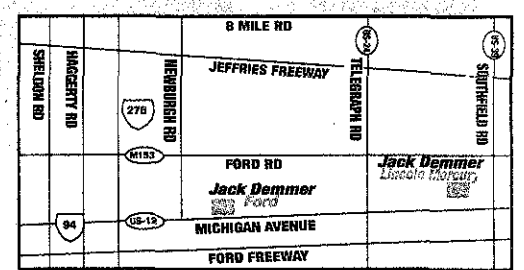 8 MILE RD
US-24
US-39
JEFFRIES FREEWAY
SHELDON RD
HAGGERTY RD
NEWBURGH RD
TELEGRAPH RD
SOUTHFIELD RD
275
M153
FORD RD
Jack Demmer
Lincoln Mercury
Jack Demmer
Ford
94
US-12
MICHIGAN AVENUE
FORD FREEWAY